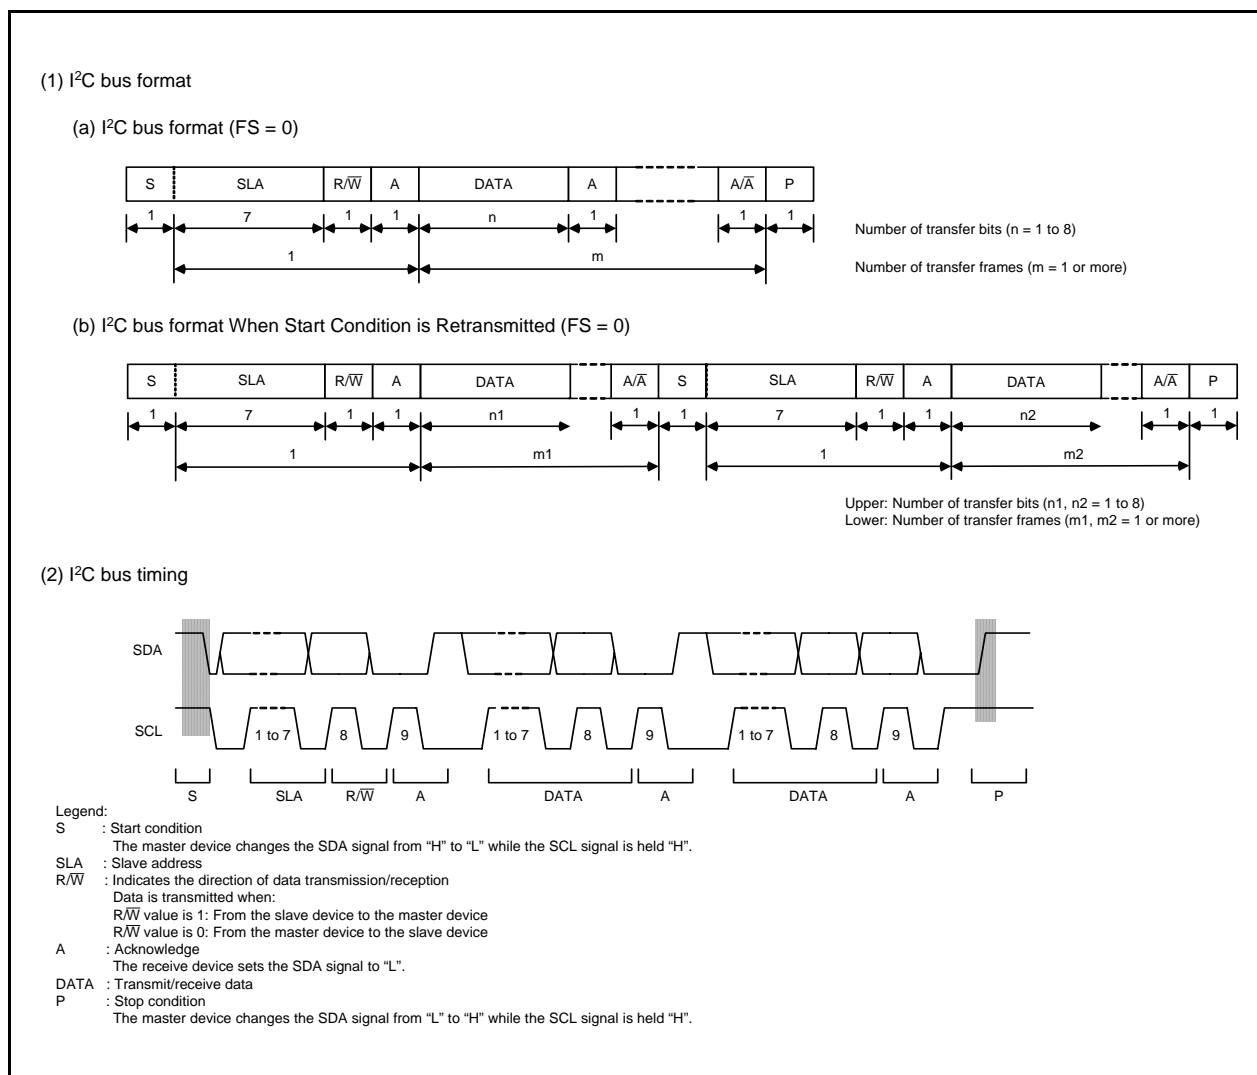 (1) I²C bus format
(a) I²C bus format (FS = 0)
S SLA R/W̅ A DATA A A/A̅ P
1 7 1 1 n 1 1 1
Number of transfer bits (n = 1 to 8)
1 m
Number of transfer frames (m = 1 or more)
(b) I²C bus format When Start Condition is Retransmitted (FS = 0)
S SLA R/W̅ A DATA A/A̅ S SLA R/W̅ A DATA A/A̅ P
1 7 1 1 n1 1 1 7 1 1 n2 1 1
1 m1 1 m2
Upper: Number of transfer bits (n1, n2 = 1 to 8)
Lower: Number of transfer frames (m1, m2 = 1 or more)
(2) I²C bus timing
SDA
SCL 1 to 7 8 9 1 to 7 8 9 1 to 7 8 9
S SLA R/W̅ A DATA A DATA A P
Legend:
S : Start condition
The master device changes the SDA signal from “H” to “L” while the SCL signal is held “H”.
SLA : Slave address
R/W̅ : Indicates the direction of data transmission/reception
Data is transmitted when:
R/W̅ value is 1: From the slave device to the master device
R/W̅ value is 0: From the master device to the slave device
A : Acknowledge
The receive device sets the SDA signal to “L”.
DATA : Transmit/receive data
P : Stop condition
The master device changes the SDA signal from “L” to “H” while the SCL signal is held “H”.